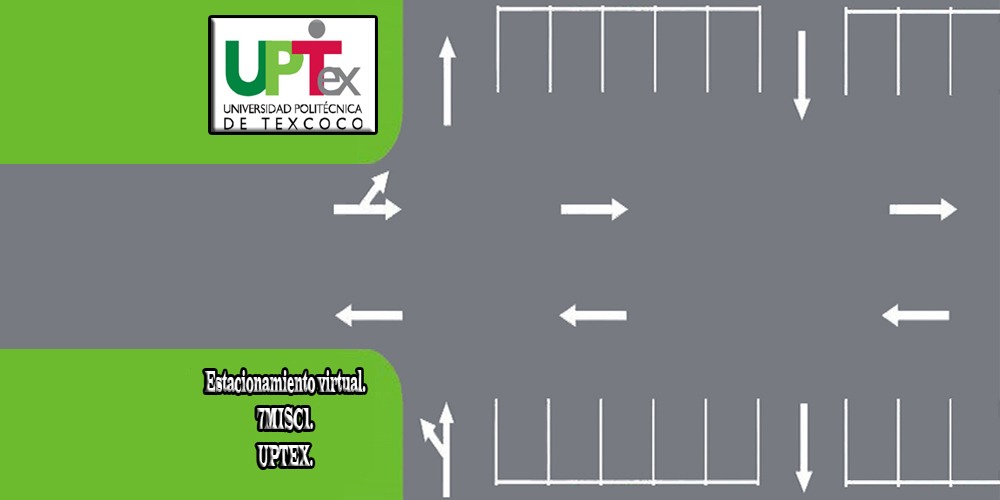 UPTex
UNIVERSIDAD POLITÉCNICA
DE TEXCOCO
Estacionamiento virtual.
7MISC1.
UPTEX.